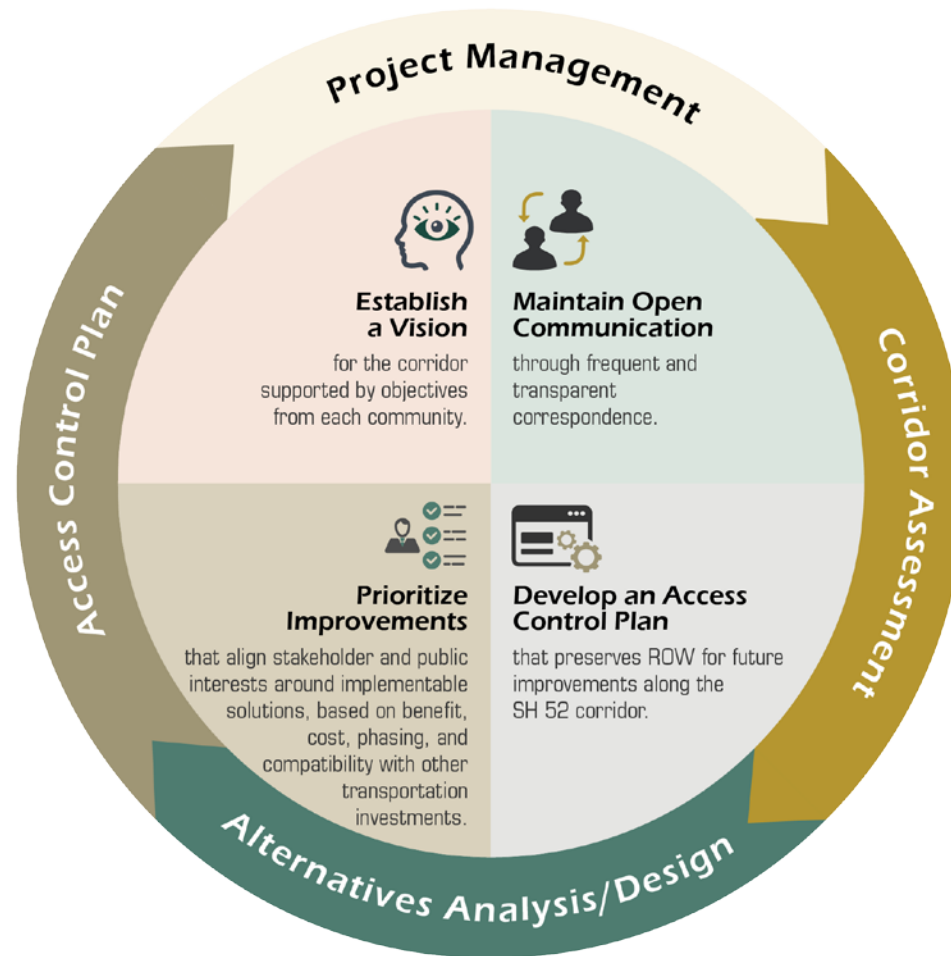 Project Management
Establish
a Vision
for the corridor
supported by objectives
from each community.
Maintain Open
Communication
through frequent and
transparent
correspondence.
Access Control Plan
Corridor Assessment
Prioritize
Improvements
that align stakeholder and public
interests around implementable
solutions, based on benefit,
cost, phasing, and
compatibility with other
transportation
investments.
Develop an Access
Control Plan
that preserves ROW for future
improvements along the
SH 52 corridor.
Alternatives Analysis/Design